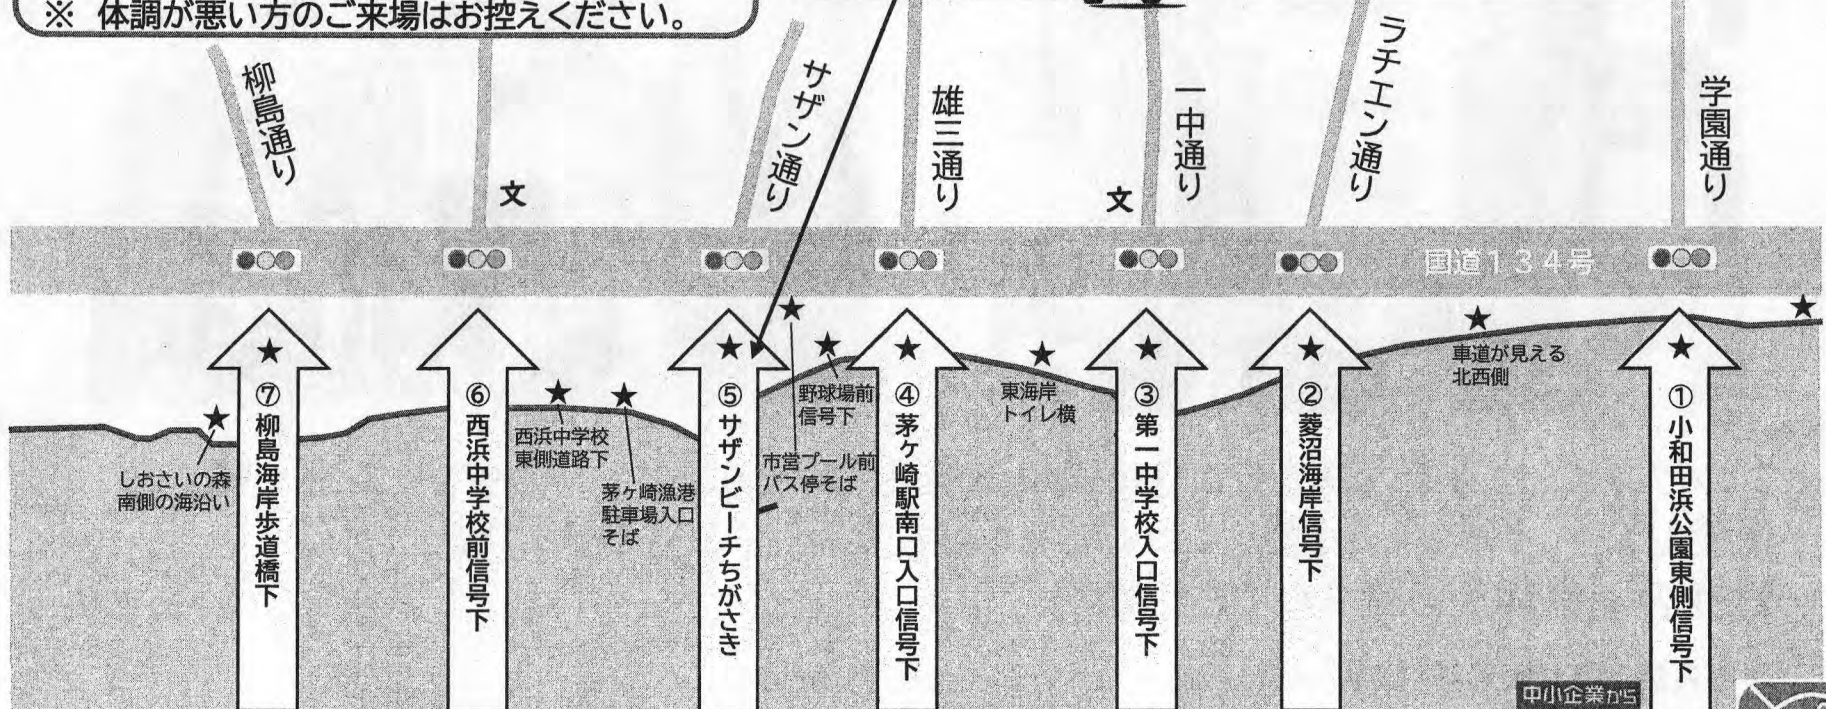 ※ 体調が悪い方のご来場はお控えください。
柳島通り
サザン通り
雄三通り
一中通り
ラチエン通り
学園通り
文
文
国道134号
⑦柳島海岸歩道橋下
⑥西浜中学校前信号下
⑤サザンビーチちがさき
④茅ヶ崎駅南口入口信号下
③第一中学校入口信号下
②菱沼海岸信号下
①小和田浜公園東側信号下
しおさいの森
南側の海沿い
西浜中学校
東側道路下
茅ヶ崎漁港
駐車場入口
そば
市営プール前
バス停そば
野球場前
信号下
東海岸
トイレ横
車道が見える
北西側
中小企業から